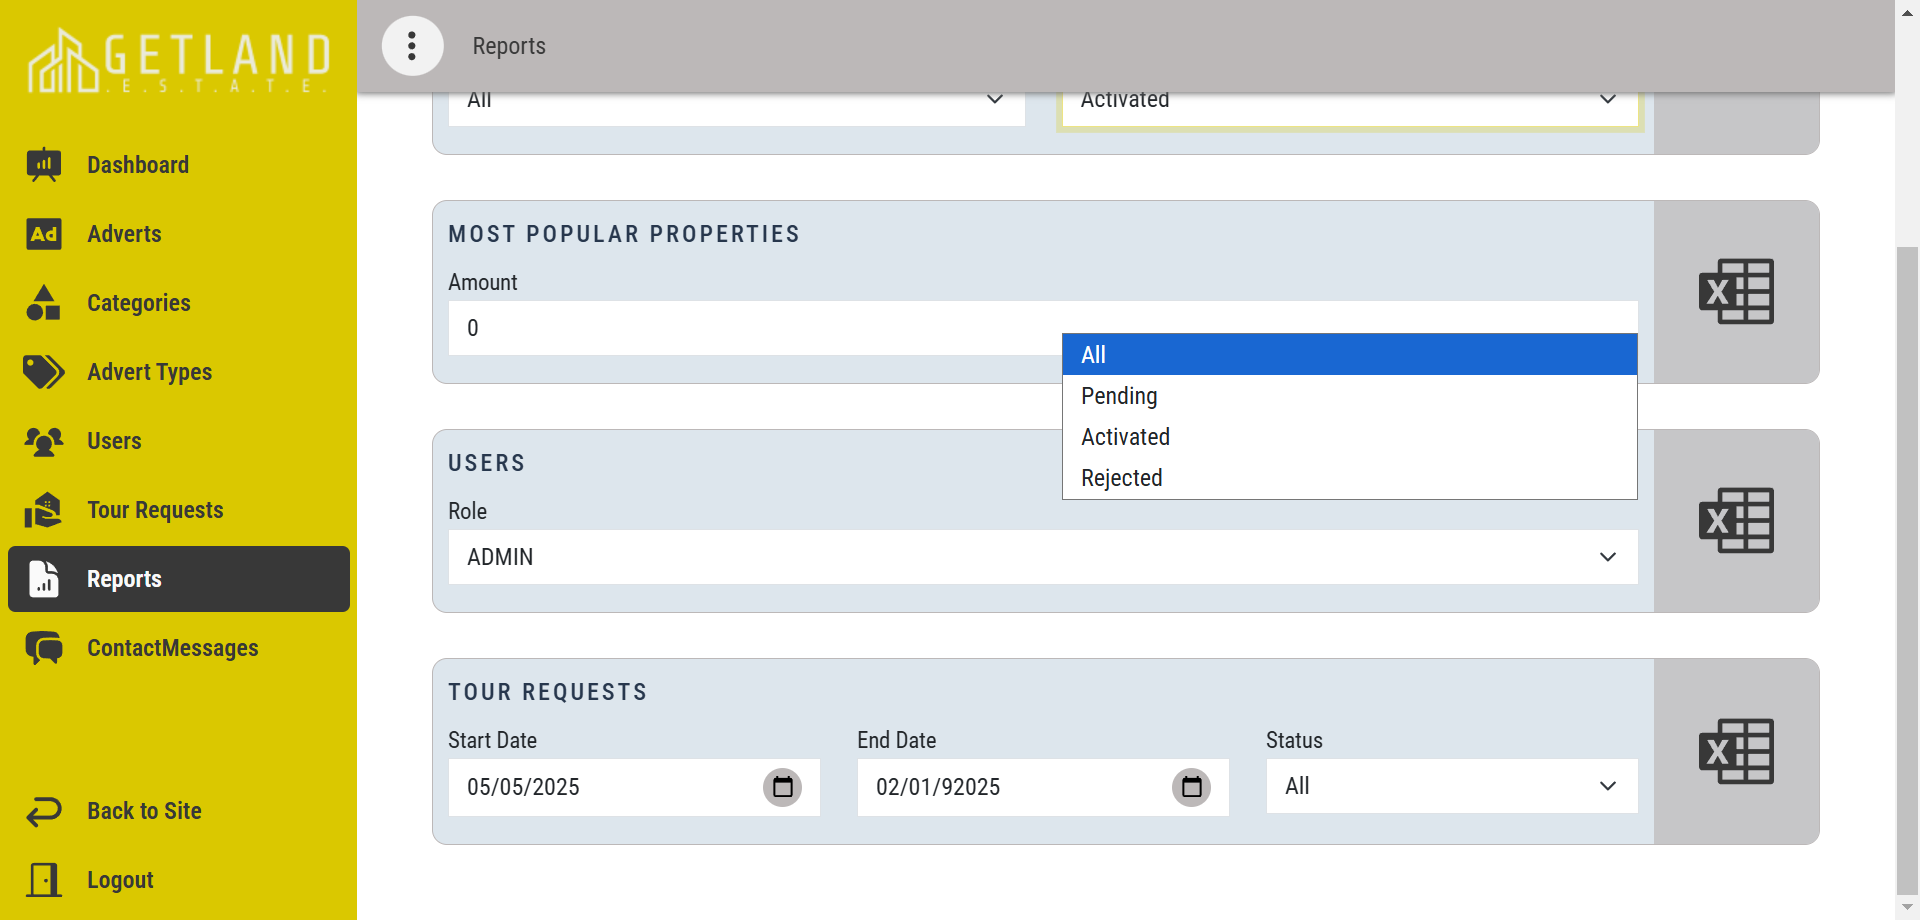 GETLAND
.E.S.T.A.T.E.
Dashboard
Ad
Adverts
Categories
Advert Types
Users
Tour Requests
Reports
ContactMessages
Back to Site
Logout
Reports
All
Activated
MOST POPULAR PROPERTIES
Amount
0
X
All
Pending
Activated
Rejected
USERS
Role
ADMIN
X
TOUR REQUESTS
Start Date
End Date
Status
05/05/2025
02/01/92025
All
X